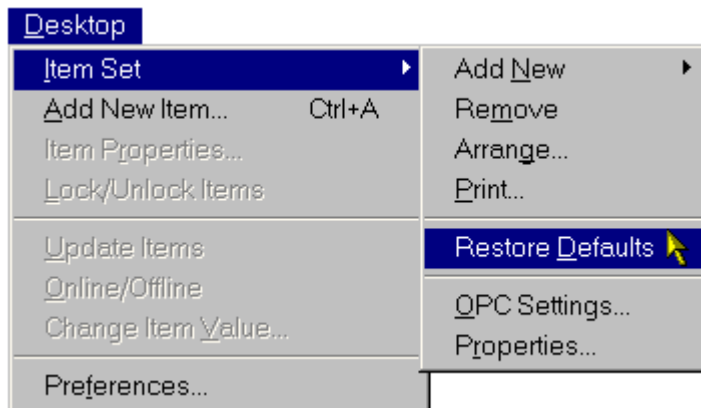 Desktop
Item Set
Add New Item... Ctrl+A
Item Properties...
Lock/Unlock Items
Update Items
Online/Offline
Change Item Value...
Preferences...
Add New
Remove
Arrange...
Print...
Restore Defaults
OPC Settings...
Properties...